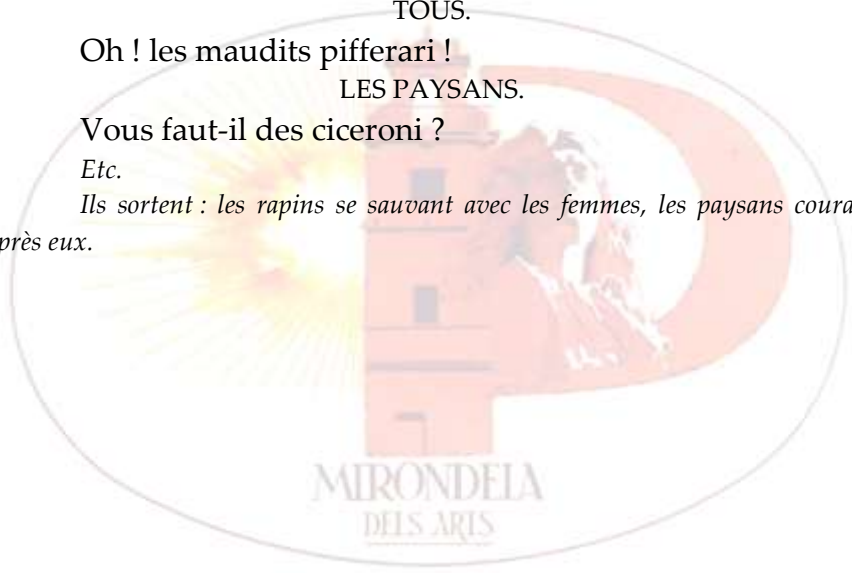 TOUS.
Oh ! les maudits pifferari !
LES PAYSANS.
Vous faut-il des ciceroni ?
Etc.
Ils sortent : les rapins se sauvant avec les femmes, les paysans coura
près eux.
MIRONDELA
DELS ARTS